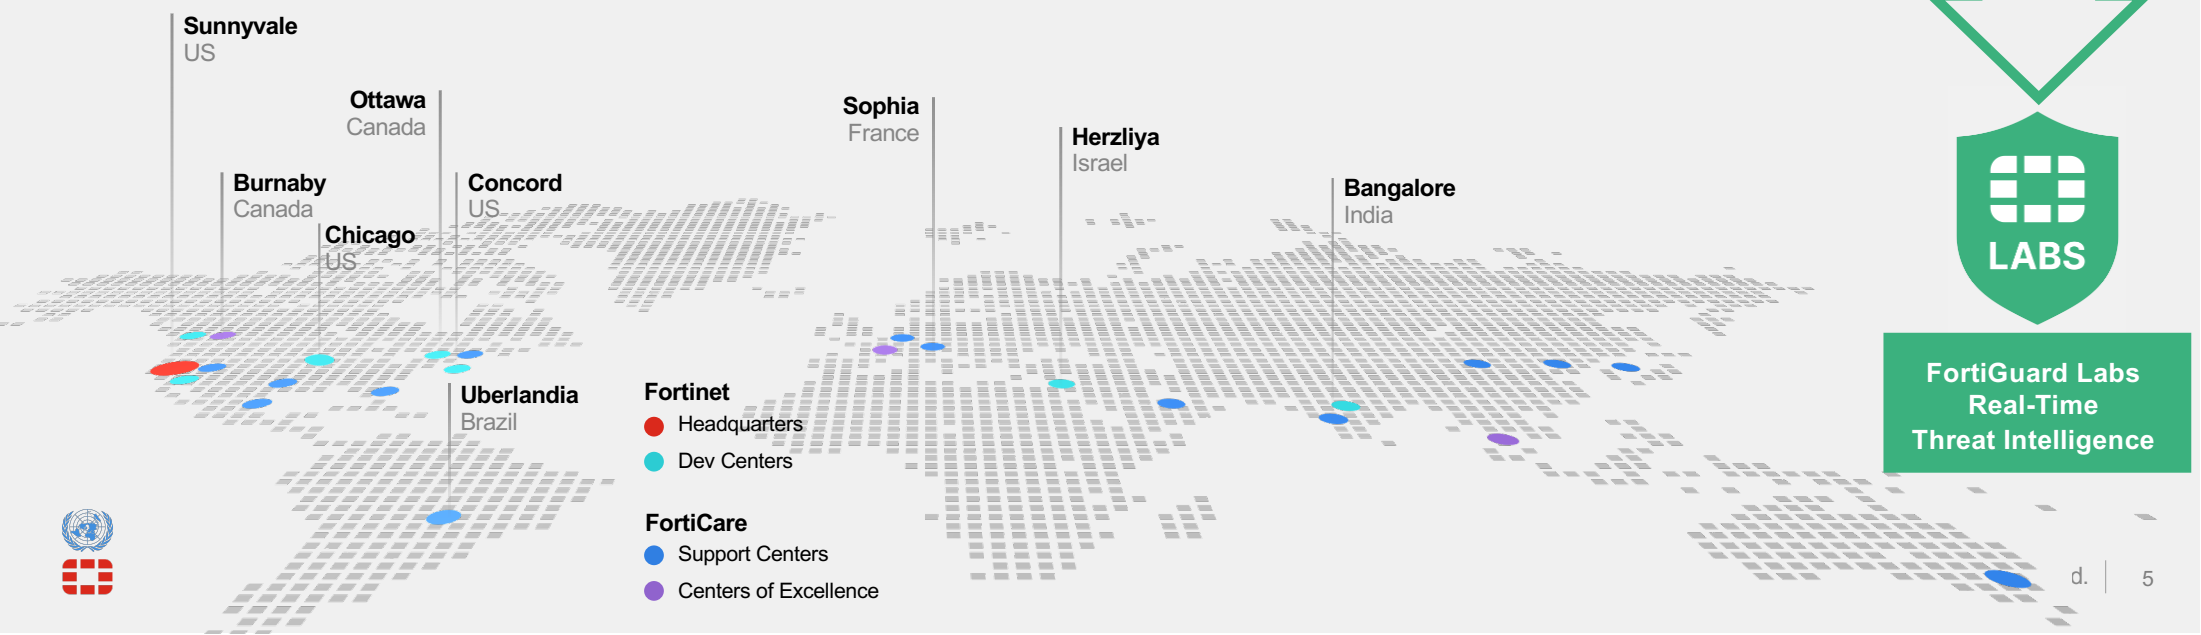 Sunnyvale
US
Ottawa
Canada
Burnaby
Canada
Concord
US
Chicago
US
Sophia
France
Herzliya
Israel
Bangalore
India
Uberlandia
Brazil
Fortinet
Headquarters
Dev Centers
FortiCare
Support Centers
Centers of Excellence
LABS
FortiGuard Labs
Real-Time
Threat Intelligence
d.
5